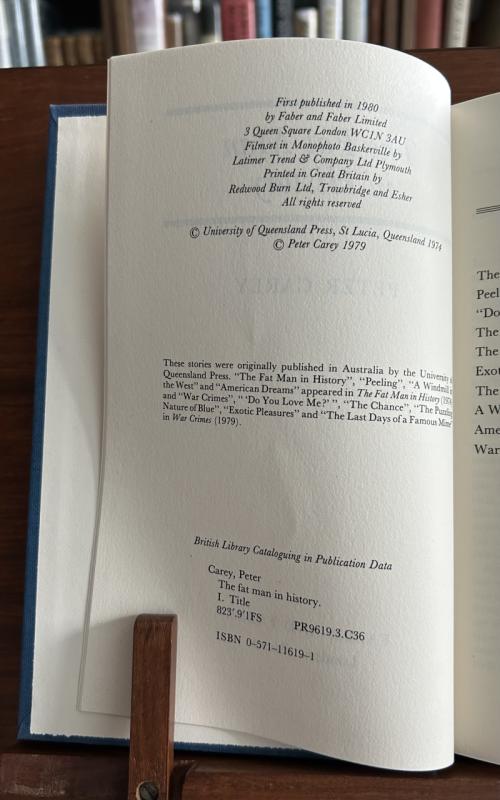 First published in 1980
by Faber and Faber Limited
3 Queen Square London WC1N 3AU
Filmset in Monophoto Baskerville by
Latimer Trend & Company Ltd Plymouth
Printed in Great Britain by
Redwood Burn Ltd, Trowbridge and Esher
All rights reserved
© University of Queensland Press, St Lucia, Queensland 1974
© Peter Carey 1979
These stories were originally published in Australia by the University
Queensland Press. "The Fat Man in History", "Peeling", "A Windmill
the West" and "American Dreams" appeared in The Fat Man in History
and "War Crimes", " 'Do You Love Me?' ", "The Chance", "The Puzzling
Nature of Blue", "Exotic Pleasures" and "The Last Days of a Famous Mime"
in War Crimes (1979).
British Library Cataloguing in Publication Data
Carey, Peter
The fat man in history.
I. Title
823'.9'1FS PR9619.3.C36
ISBN 0-571-11619-1
The
Peel
"Do
The
The
Exot
The
A W
Ame
War